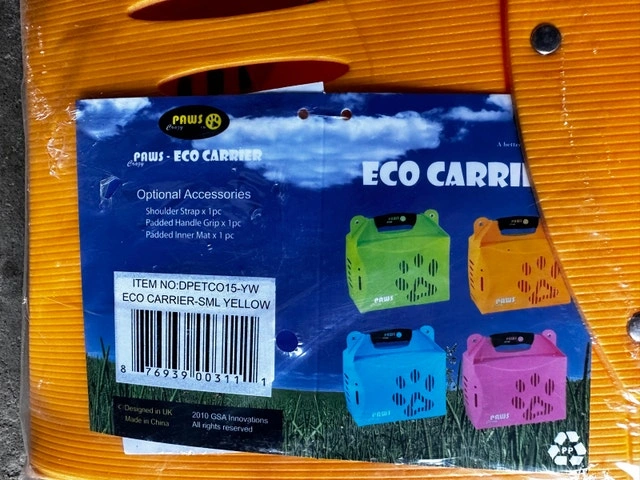 PAWS
Crazy
Crazy PAWS - ECO CARRIER
Optional Accessories
Shoulder Strap x 1pc
Padded Handle Grip x 1pc
Padded Inner Mat x 1 pc
ITEM NO:DPETCO15-YW
ECO CARRIER-SML YELLOW
8 76939 00311 1
Designed in UK
Made in China
2010 GSA Innovations
All rights reserved
A better
ECO CARRI
PAWS
PAWS
PAWS
PAWS
PP